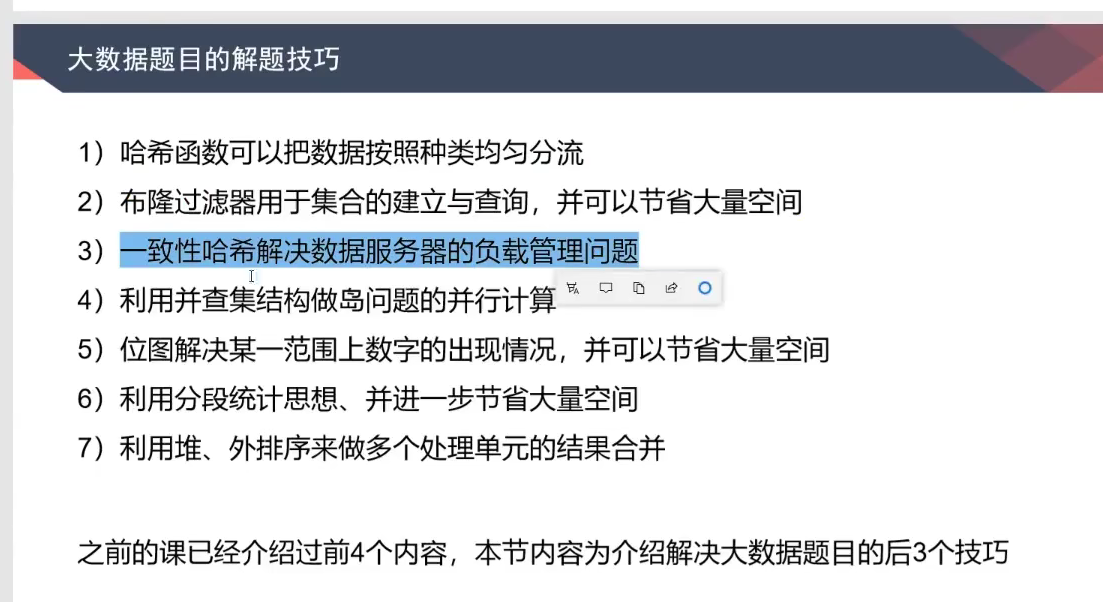 大数据题目的解题技巧
1）哈希函数可以把数据按照种类均匀分流
2）布隆过滤器用于集合的建立与查询，并可以节省大量空间
3）一致性哈希解决数据服务器的负载管理问题
4）利用并查集结构做岛问题的并行计算
5）位图解决某一范围上数字的出现情况，并可以节省大量空间
6）利用分段统计思想、并进一步节省大量空间
7）利用堆、外排序来做多个处理单元的结果合并
之前的课已经介绍过前4个内容，本节内容为介绍解决大数据题目的后3个技巧